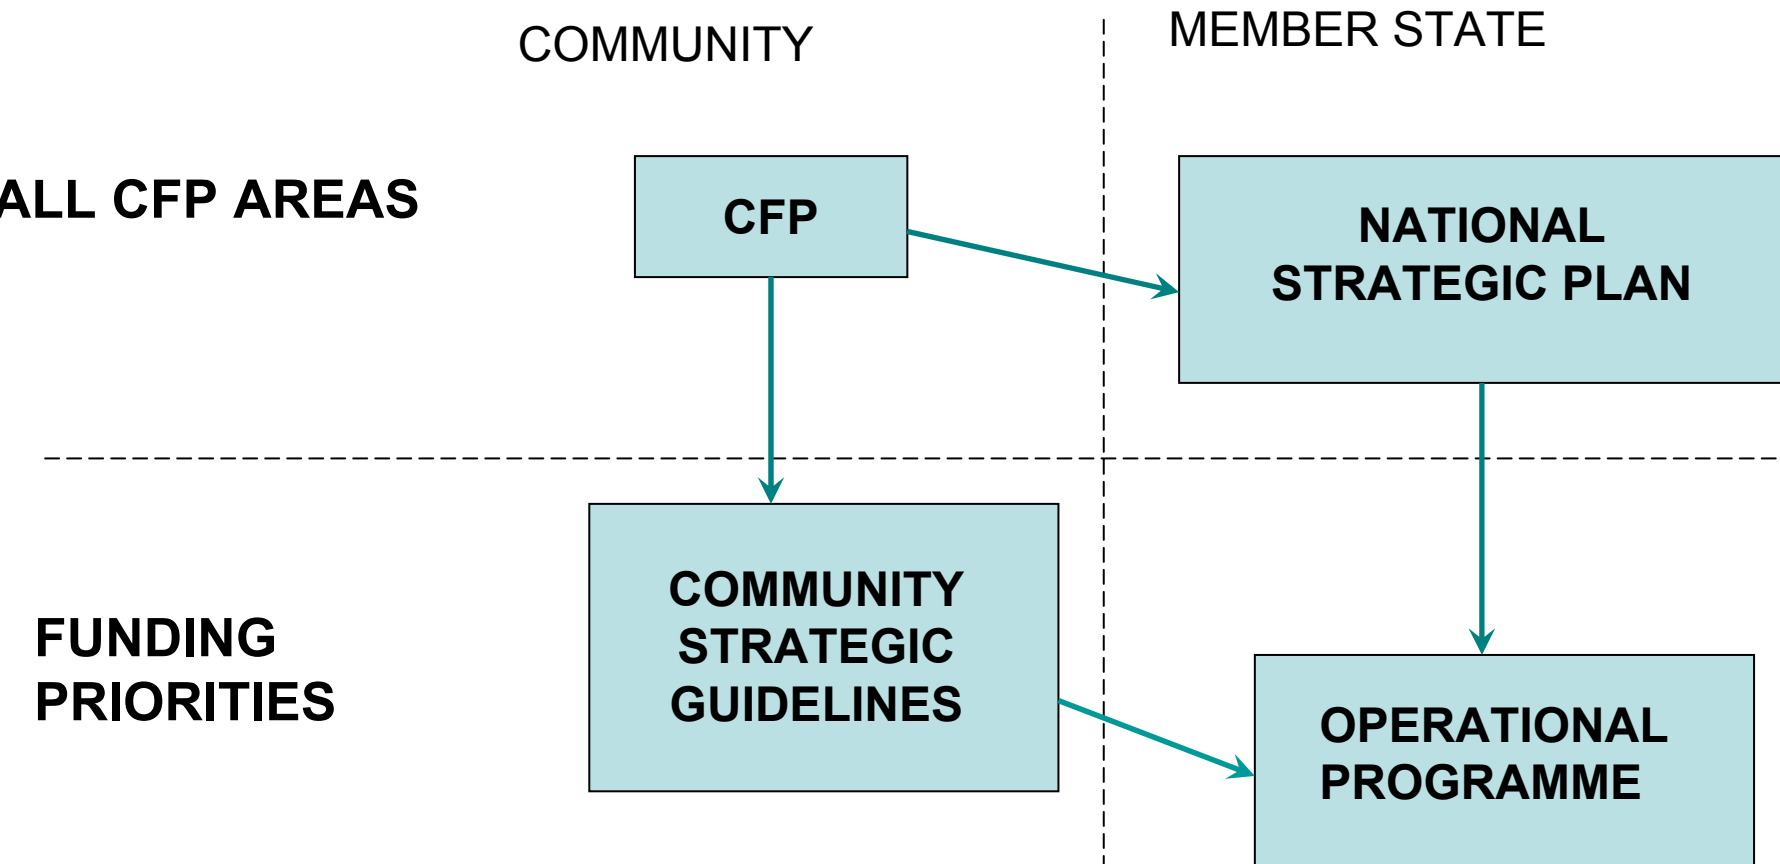 COMMUNITY
MEMBER STATE
ALL CFP AREAS
CFP
NATIONAL
STRATEGIC PLAN
FUNDING
PRIORITIES
COMMUNITY
STRATEGIC
GUIDELINES
OPERATIONAL
PROGRAMME